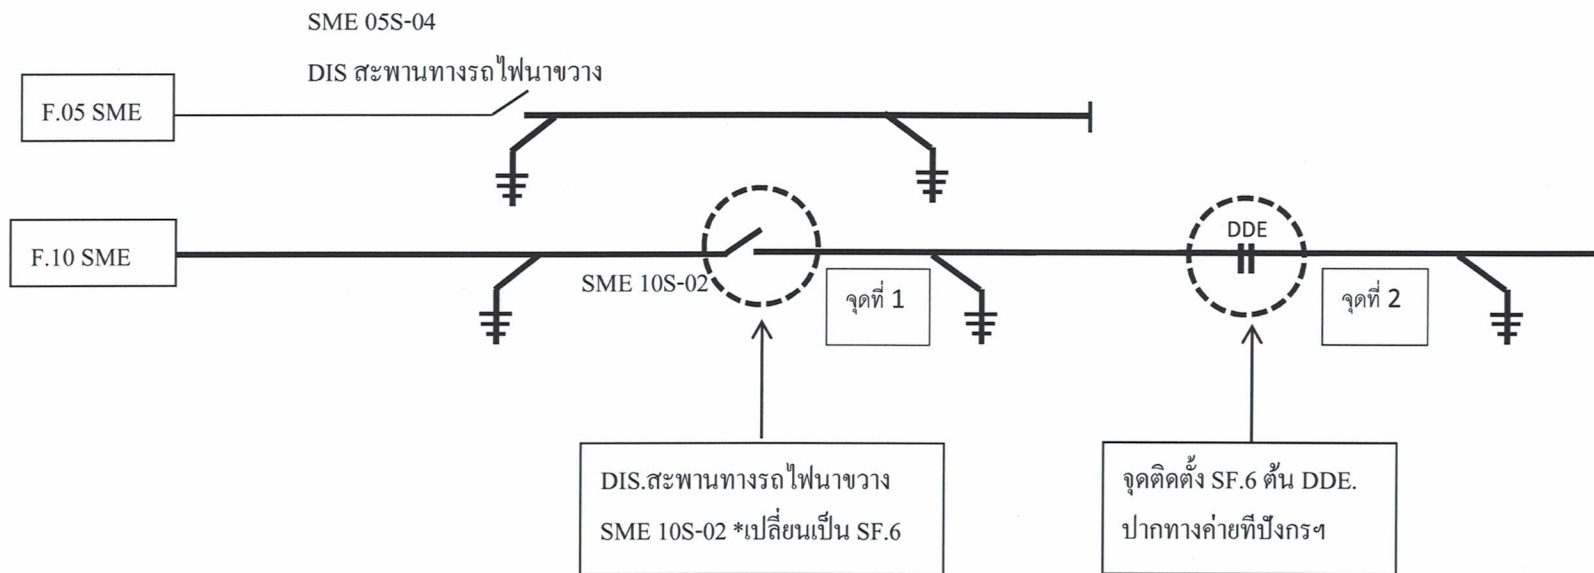 SME 05S-04
DIS สะพานทางรถไฟนาขวาง
F.05 SME
F.10 SME
SME 10S-02
จุดที่ 1
DDE
จุดที่ 2
DIS.สะพานทางรถไฟนาขวาง
SME 10S-02 *เปลี่ยนเป็น SF.6
จุดติดตั้ง SF.6 ต้น DDE.
ปากทางค่ายทีปังกรฯ